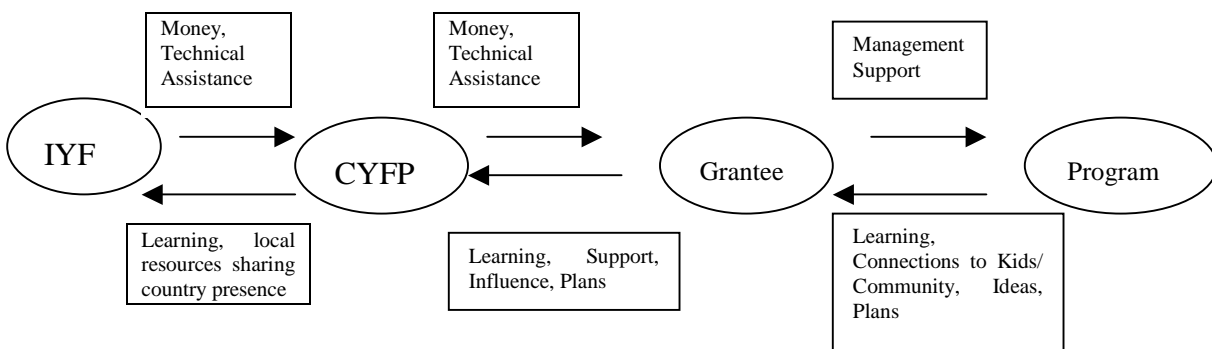 Money,
Technical
Assistance
Money,
Technical
Assistance
Management
Support
IYF
CYFP
Grantee
Program
Learning, local
resources sharing
country presence
Learning, Support,
Influence, Plans
Learning,
Connections to Kids/
Community, Ideas,
Plans